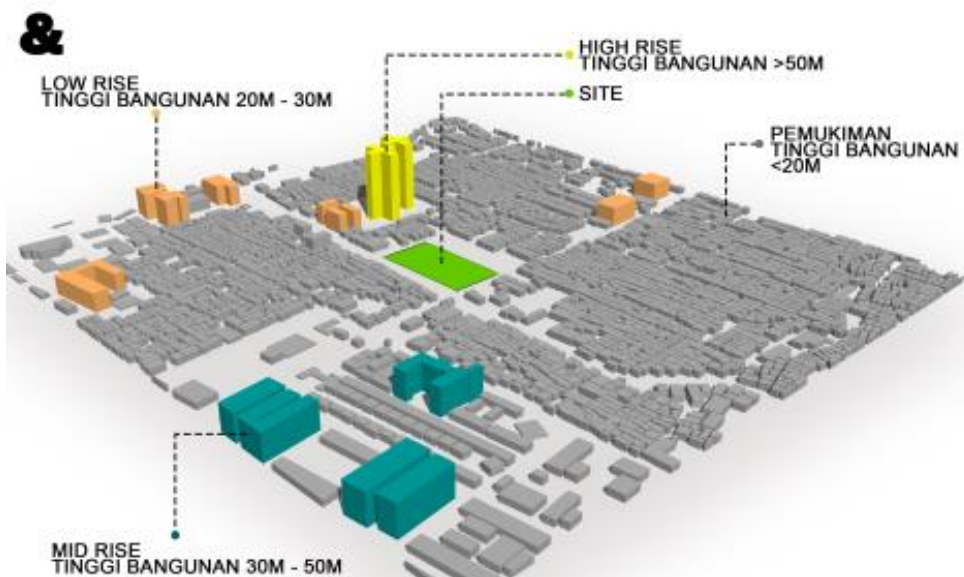 &
HIGH RISE
TINGGI BANGUNAN >50M
LOW RISE
TINGGI BANGUNAN 20M - 30M
SITE
PEMUKIMAN
TINGGI BANGUNAN
<20M
MID RISE
TINGGI BANGUNAN 30M - 50M